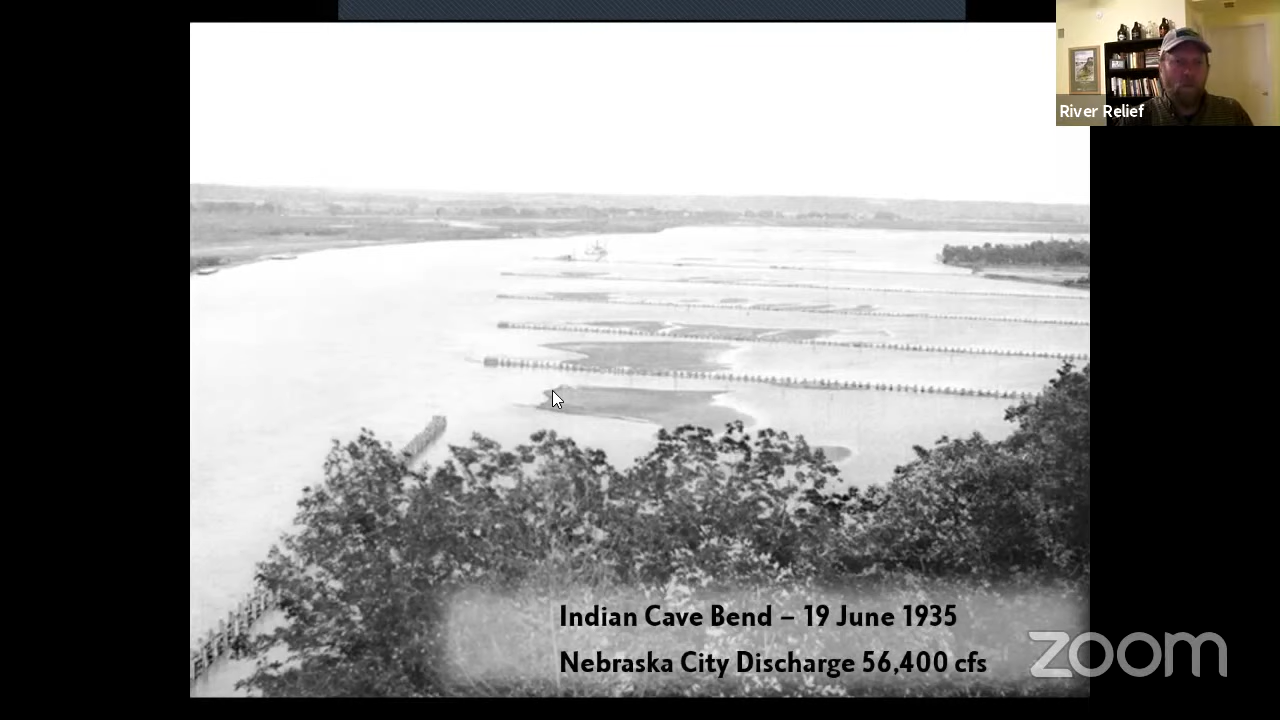 River Relief
Indian Cave Bend – 19 June 1935
Nebraska City Discharge 56,400 cfs
zoom